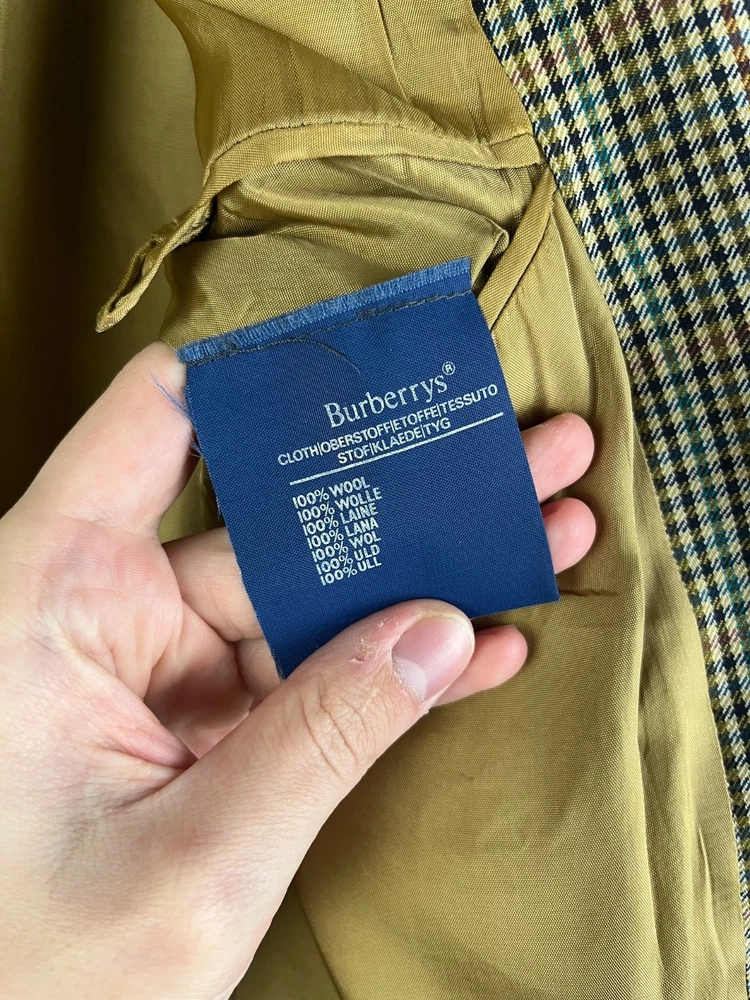 Burberrys®
CLOTH|OBERSTOFF|ETOFFE|TESSUTO
STOF|KLAEDE|TYG
100% WOOL
100% WOLLE
100% LAINE
100% LANA
100% WOL
100% ULD
100% ULL